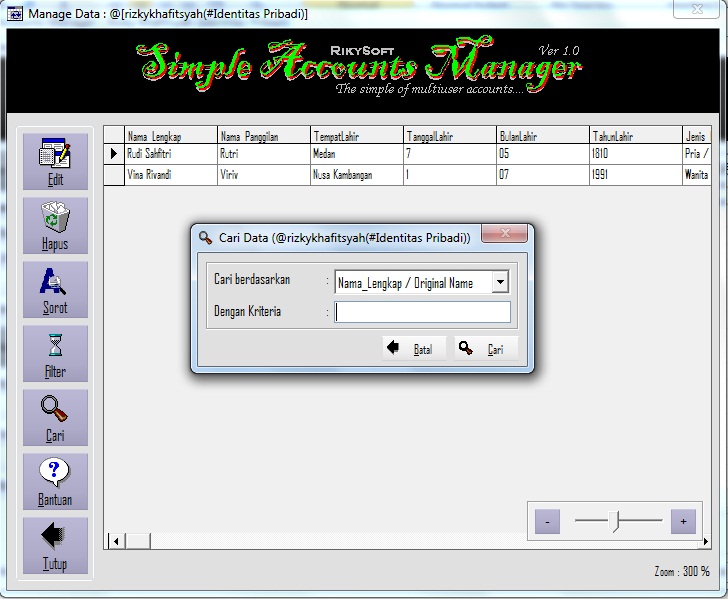 Manage Data : @[rizkykhafitsyah(#Identitas Pribadi)]
RIKYSOFT Ver 1.0
Simple Accounts Manager
The simple of multiuser accounts....
Nama_Lengkap Nama_Panggilan TempatLahir TanggalLahir BulanLahir TahunLahir Jenis
Rudi Sahfitri Rutri Medan 7 05 1810 Pria /
Vina Rivandi Viriv Nusa Kambangan 1 07 1991 Wanita
Edit
Hapus
Sorot
Filter
Cari
Bantuan
Tutup
Cari Data (@rizkykhafitsyah(#Identitas Pribadi))
Cari berdasarkan : Nama_Lengkap / Original Name
Dengan Kriteria :
Batal Cari
- +
Zoom : 300 %